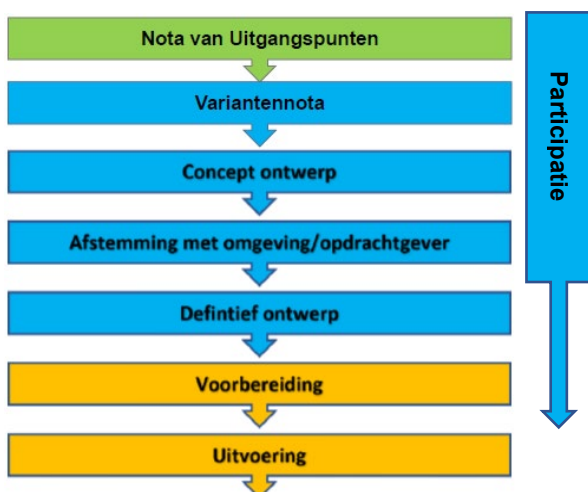 Nota van Uitgangspunten
Variantennota
Concept ontwerp
Afstemming met omgeving/opdrachtgever
Defintief ontwerp
Voorbereiding
Uitvoering
Participatie